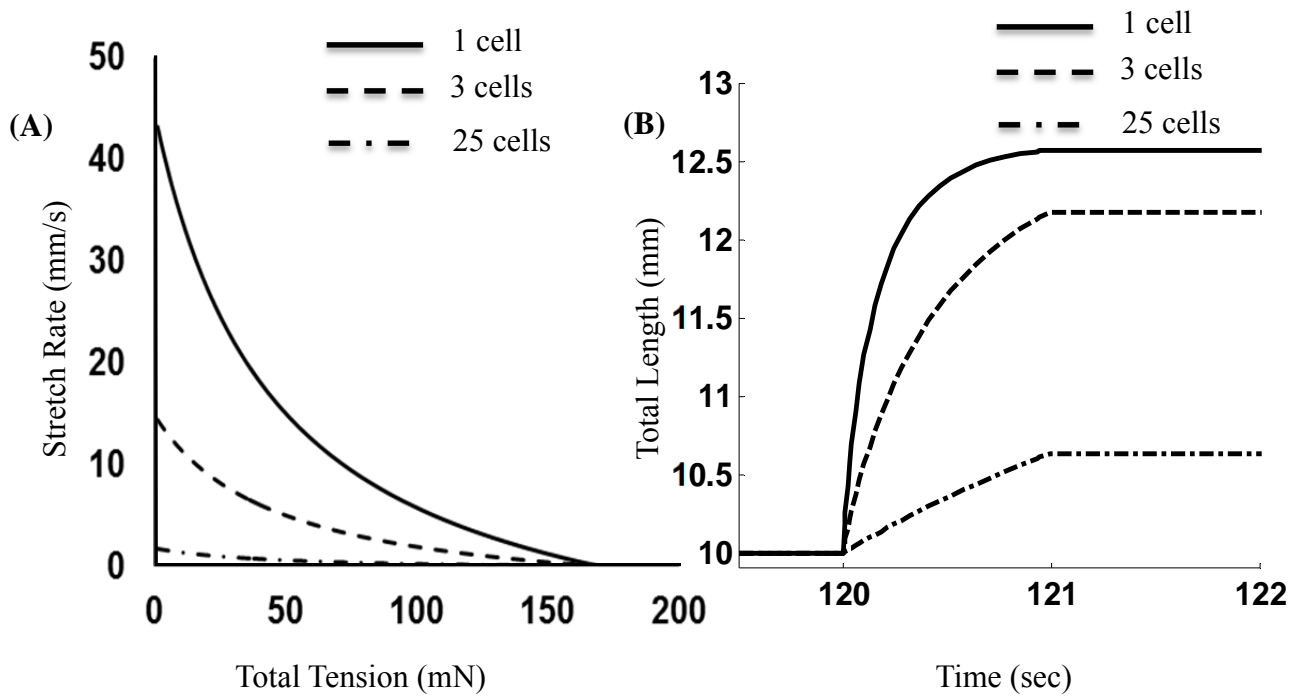 (A)
1 cell
3 cells
25 cells
Stretch Rate (mm/s)
50
40
30
20
10
0
0 50 100 150 200
Total Tension (mN)
(B)
1 cell
3 cells
25 cells
Total Length (mm)
13
12.5
12
11.5
11
10.5
10
120 121 122
Time (sec)